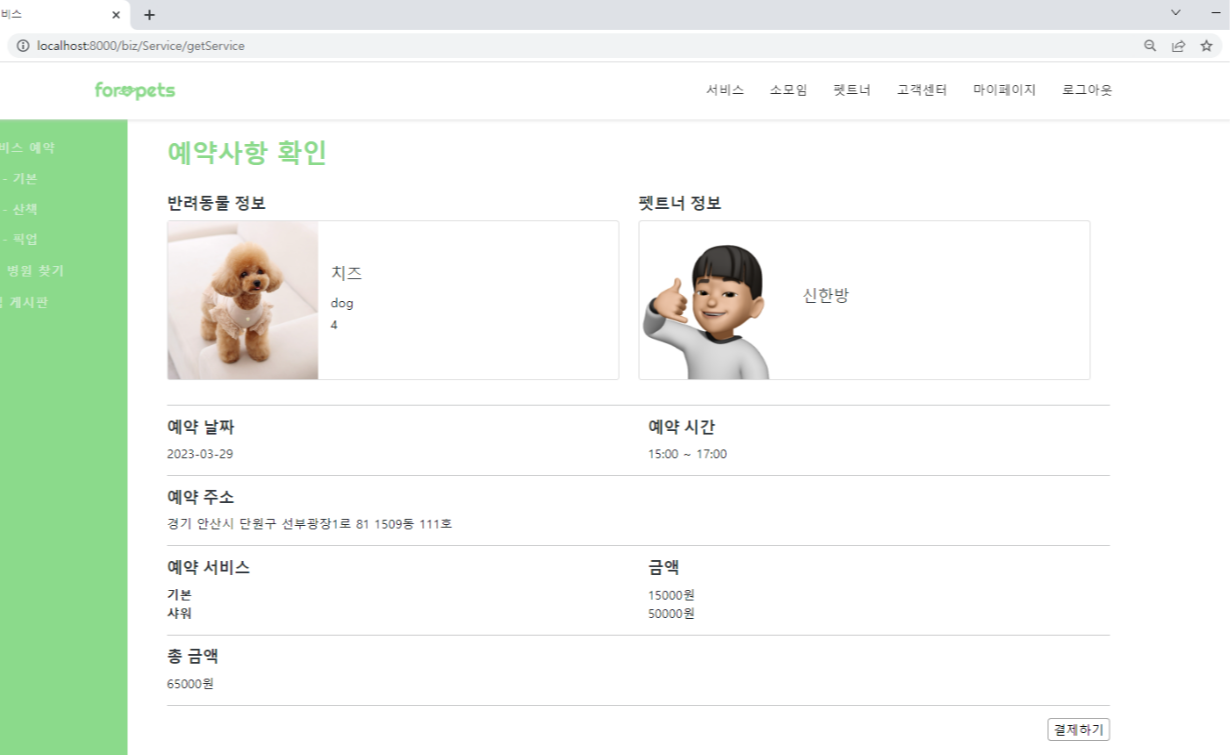 비스
localhost:8000/biz/Service/getService
for pets
서비스 소모임 펫트너 고객센터 마이페이지 로그아웃
비스 예약
- 기본
- 산책
- 픽업
병원 찾기
게시판
예약사항 확인
반려동물 정보
펫트너 정보
치즈
dog
4
신한방
예약 날짜 예약 시간
2023-03-29 15:00 ~ 17:00
예약 주소
경기 안산시 단원구 선부광장1로 81 1509동 111호
예약 서비스 금액
기본 15000원
샤워 50000원
총 금액
65000원
결제하기